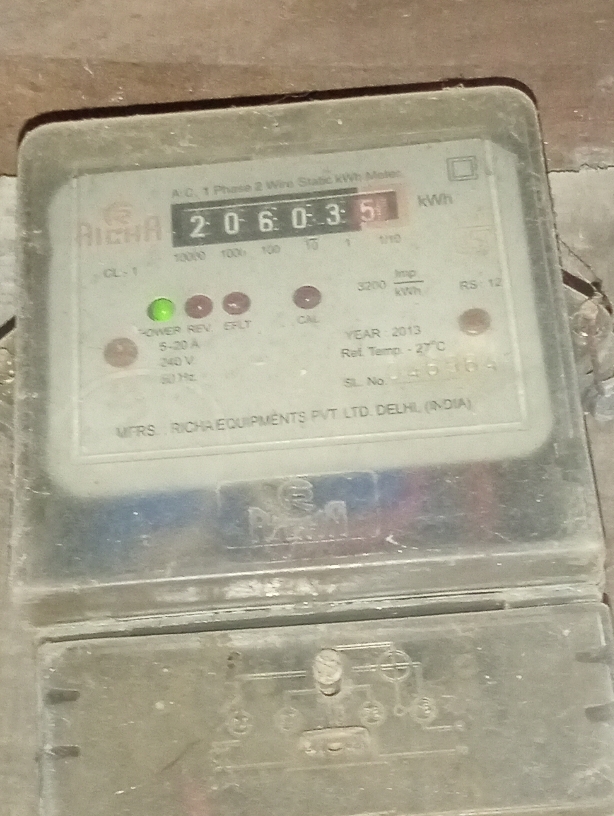 A.C. 1 Phase 2 Wire Static kWh Meter
RICHA
2 0 6 0 3 5 kWh
10000 1000 100 10 1 1/10
CL - 1
3200 Imp/kWh
RS : 12
POWER REV EFLT CAL
5-20 A
240 V
50 Hz
YEAR 2013
Ref. Temp. - 27°C
SL. No.
MFRS. RICHA EQUIPMENTS PVT. LTD. DELHI, (INDIA)
RICHA